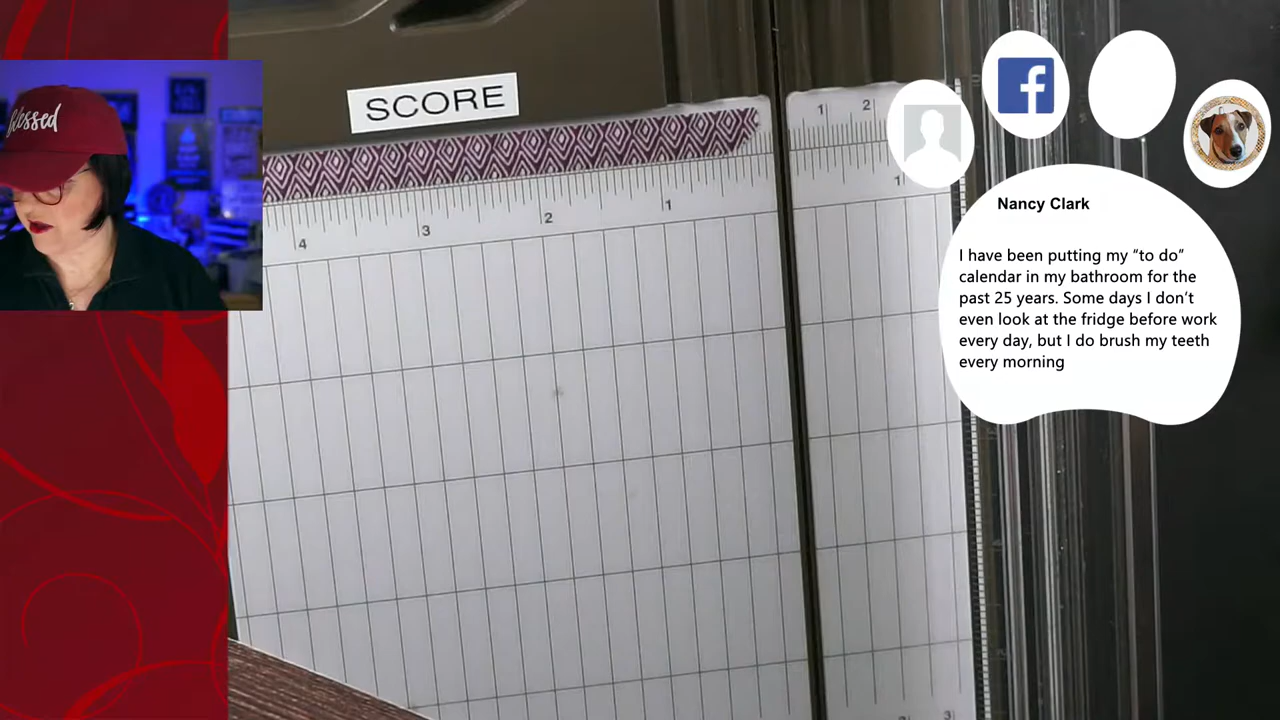 Blessed
SCORE
4 3 2 1
1 2
1
Nancy Clark
I have been putting my “to do”
calendar in my bathroom for the
past 25 years. Some days I don’t
even look at the fridge before work
every day, but I do brush my teeth
every morning
3